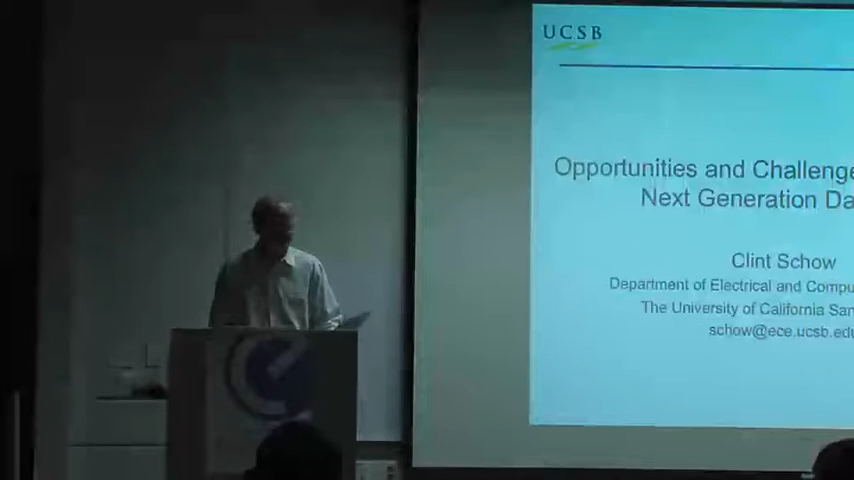 UCSB
Opportunities and Challenge
Next Generation Da
Clint Schow
Department of Electrical and Compu
The University of California San
schow@ece.ucsb.edu